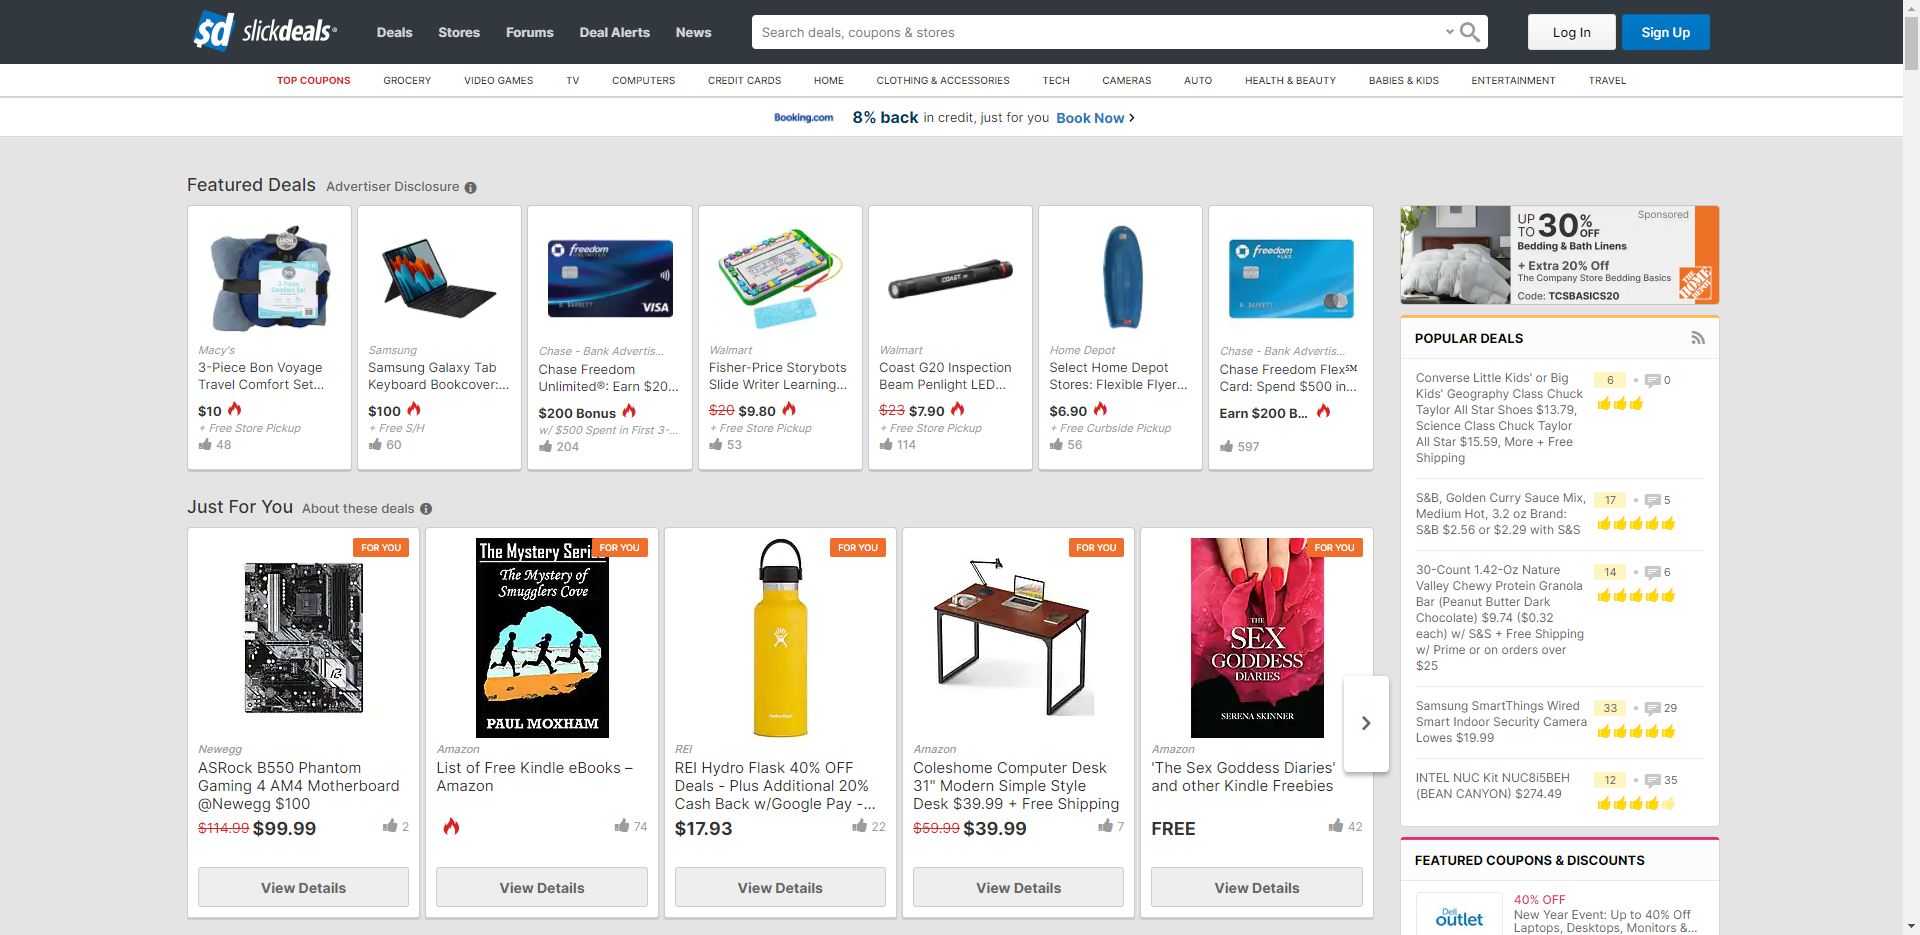 sd slickdeals
Deals
Stores
Forums
Deal Alerts
News
Search deals, coupons & stores
Log In
Sign Up
TOP COUPONS
GROCERY
VIDEO GAMES
TV
COMPUTERS
CREDIT CARDS
HOME
CLOTHING & ACCESSORIES
TECH
CAMERAS
AUTO
HEALTH & BEAUTY
BABIES & KIDS
ENTERTAINMENT
TRAVEL
Booking.com 8% back in credit, just for you Book Now
Featured Deals Advertiser Disclosure
Macy's
3-Piece Bon Voyage
Travel Comfort Set...
$10
+ Free Store Pickup
48
Samsung
Samsung Galaxy Tab
Keyboard Bookcover:...
$100
+ Free S/H
60
freedom
UNLIMITED
VISA
Chase - Bank Advertis...
Chase Freedom
Unlimited®: Earn $20...
$200 Bonus
w/ $500 Spent in First 3-...
204
Walmart
Fisher-Price Storybots
Slide Writer Learning...
$20 $9.80
+ Free Store Pickup
53
COAST
Walmart
Coast G20 Inspection
Beam Penlight LED...
$23 $7.90
+ Free Store Pickup
114
Home Depot
Select Home Depot
Stores: Flexible Flyer...
$6.90
+ Free Curbside Pickup
56
freedom
FLEX
Chase - Bank Advertis...
Chase Freedom Flex℠
Card: Spend $500 in...
Earn $200 B...
597
Just For You About these deals
FOR YOU
Newegg
ASRock B550 Phantom
Gaming 4 AM4 Motherboard
@Newegg $100
$114.99 $99.99
2
View Details
FOR YOU
The Mystery Seri
The Mystery of
Smugglers Cove
PAUL MOXHAM
Amazon
List of Free Kindle eBooks –
Amazon
74
View Details
FOR YOU
Hydro Flask
REI
REI Hydro Flask 40% OFF
Deals - Plus Additional 20%
Cash Back w/Google Pay -...
$17.93
22
View Details
FOR YOU
Amazon
Coleshome Computer Desk
31" Modern Simple Style
Desk $39.99 + Free Shipping
$59.99 $39.99
7
View Details
FOR YOU
THE
SEX
GODDESS
DIARIES
SERENA SKINNER
Amazon
'The Sex Goddess Diaries'
and other Kindle Freebies
FREE
42
View Details
Sponsored
UP TO 30% OFF
Bedding & Bath Linens
+ Extra 20% Off
The Company Store Bedding Basics
Code: TCSBASICS20
THE HOME DEPOT
POPULAR DEALS
Converse Little Kids' or Big
Kids' Geography Class Chuck
Taylor All Star Shoes $13.79,
Science Class Chuck Taylor
All Star $15.59, More + Free
Shipping
6
0
S&B, Golden Curry Sauce Mix,
Medium Hot, 3.2 oz Brand:
S&B $2.56 or $2.29 with S&S
17
5
30-Count 1.42-Oz Nature
Valley Chewy Protein Granola
Bar (Peanut Butter Dark
Chocolate) $9.74 ($0.32
each) w/ S&S + Free Shipping
w/ Prime or on orders over
$25
14
6
Samsung SmartThings Wired
Smart Indoor Security Camera
Lowes $19.99
33
29
INTEL NUC Kit NUC8i5BEH
(BEAN CANYON) $274.49
12
35
FEATURED COUPONS & DISCOUNTS
Dell
outlet
40% OFF
New Year Event: Up to 40% Off
Laptops, Desktops, Monitors &...